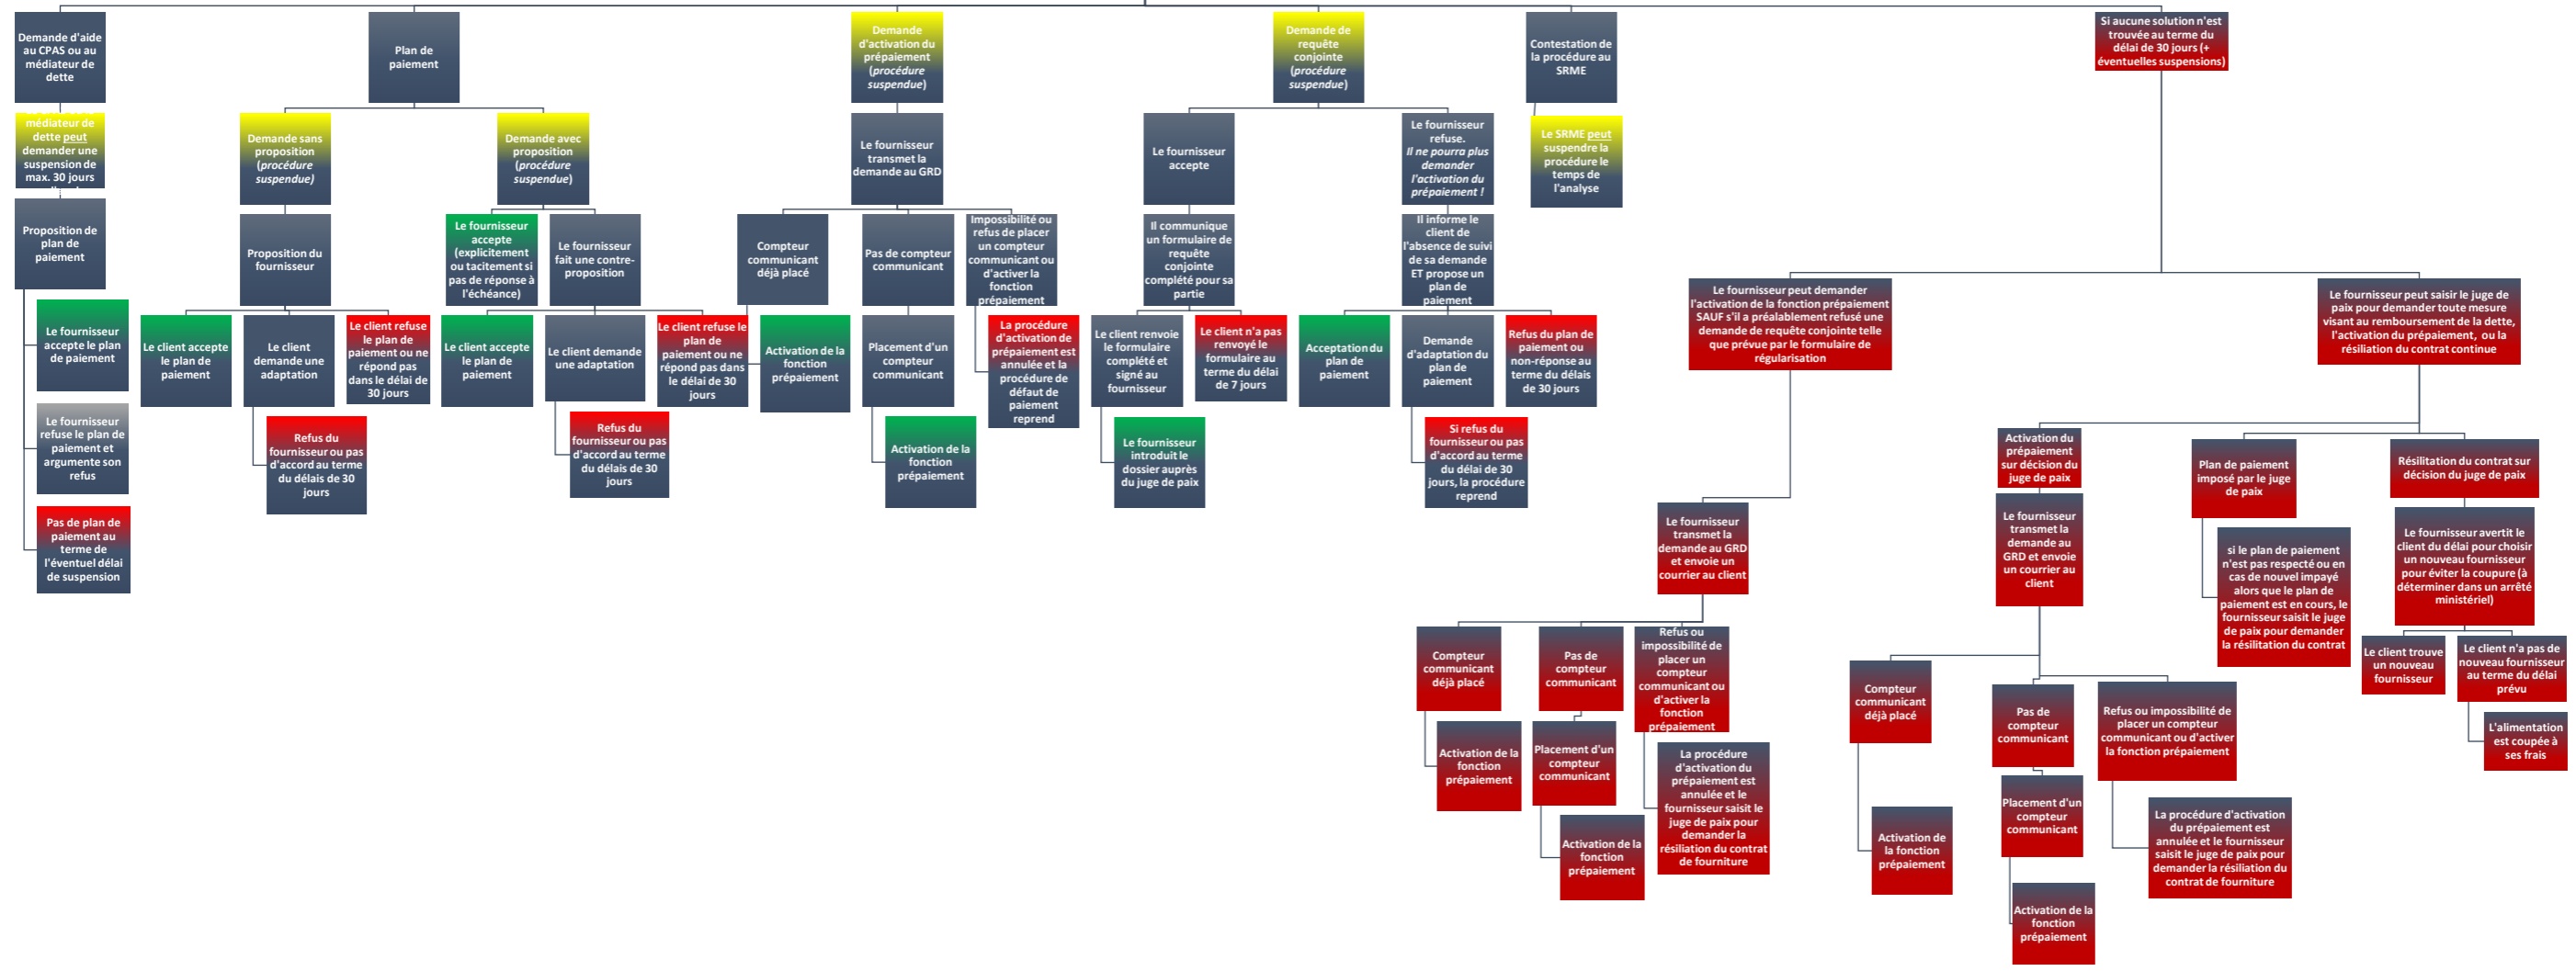 Demande d'aide
au CPAS ou au
médiateur de
dette
médiateur de
dette peut
demander une
suspension de
max. 30 jours
Proposition de
plan de
paiement
Le fournisseur
accepte le plan
de paiement
Le fournisseur
refuse le plan de
paiement et
argumente son
refus
Pas de plan de
paiement au
terme de
l'éventuel délai
de suspension
Plan de
paiement
Demande sans
proposition
(procédure
suspendue)
Proposition du
fournisseur
Le client accepte
le plan de
paiement
Le client
demande une
adaptation
Refus du
fournisseur ou pas
d'accord au terme
du délais de 30
jours
Le client refuse
le plan de
paiement ou ne
répond pas
dans le délai de
30 jours
Demande avec
proposition
(procédure
suspendue)
Le fournisseur
accepte
(explicitement
ou tacitement si
pas de réponse à
l'échéance)
Le fournisseur
fait une contre-
proposition
Le client accepte
le plan de
paiement
Le client demande
une adaptation
Refus du
fournisseur ou pas
d'accord au terme
du délais de 30
jours
Le client refuse le
plan de
paiement ou ne
répond pas dans
le délai de 30
jours
Demande
d'activation du
prépaiement
(procédure
suspendue)
Le fournisseur
transmet la
demande au GRD
Compteur
communicant
déjà placé
Activation de la
fonction
prépaiement
Pas de compteur
communicant
Placement d'un
compteur
communicant
Activation de la
fonction
prépaiement
Impossibilité ou
refus de placer
un compteur
communicant ou
d'activer la
fonction
prépaiement
La procédure
d'activation de
prépaiement est
annulée et la
procédure de
défaut de
paiement
reprend
Demande de
requête
conjointe
(procédure
suspendue)
Le fournisseur
accepte
Il communique
un formulaire de
requête
conjointe
complété pour sa
partie
Le client renvoie
le formulaire
complété et
signé au
fournisseur
Le fournisseur
introduit le
dossier auprès
du juge de paix
Le client n'a pas
renvoyé le
formulaire au
terme du délai
de 7 jours
Le fournisseur
refuse.
Il ne pourra plus
demander
l'activation du
prépaiement !
Il informe le
client de
l'absence de suivi
de sa demande
ET propose un
plan de
paiement
Acceptation du
plan de
paiement
Demande
d'adaptation du
plan de
paiement
Si refus du
fournisseur ou pas
d'accord au terme
du délai de 30
jours, la procédure
reprend
Refus du plan de
paiement ou
non-réponse au
terme du délais
de 30 jours
Contestation de
la procédure au
SRME
Le SRME peut
suspendre la
procédure le
temps de
l'analyse
Si aucune solution n'est
trouvée au terme du
délai de 30 jours (+
éventuelles suspensions)
Le fournisseur peut demander
l'activation de la fonction prépaiement
SAUF s'il a préalablement refusé une
demande de requête conjointe telle
que prévue par le formulaire de
régularisation
Le fournisseur
transmet la
demande au GRD
et envoie un
courrier au client
Compteur
communicant
déjà placé
Activation de la
fonction
prépaiement
Pas de
compteur
communicant
Placement d'un
compteur
communicant
Activation de la
fonction
prépaiement
Refus ou
impossibilité de
placer un
compteur
communicant ou
d'activer la
fonction
prépaiement
La procédure
d'activation du
prépaiement est
annulée et le
fournisseur saisit le
juge de paix pour
demander la
résiliation du contrat
de fourniture
Le fournisseur peut saisir le juge de
paix pour demander toute mesure
visant au remboursement de la dette,
l'activation du prépaiement, ou la
résiliation du contrat continue
Activation du
prépaiement
sur décision du
juge de paix
Le fournisseur
transmet la
demande au
GRD et envoie
un courrier au
client
Compteur
communicant
déjà placé
Activation de
la fonction
prépaiement
Pas de
compteur
communicant
Placement d'un
compteur
communicant
Activation de la
fonction
prépaiement
Refus ou impossibilité de
placer un compteur
communicant ou d'activer
la fonction prépaiement
La procédure d'activation
du prépaiement est
annulée et le fournisseur
saisit le juge de paix pour
demander la résiliation du
contrat de fourniture
Plan de paiement
imposé par le juge
de paix
si le plan de paiement
n'est pas respecté ou en
cas de nouvel impayé
alors que le plan de
paiement est en cours, le
fournisseur saisit le juge
de paix pour demander
la résilitation du contrat
Résilitation du contrat sur
décision du juge de paix
Le fournisseur avertit le
client du délai pour choisir
un nouveau fournisseur
pour éviter la coupure (à
déterminer dans un arrêté
ministériel)
Le client trouve
un nouveau
fournisseur
Le client n'a pas de
nouveau fournisseur
au terme du délai
prévu
L'alimentation
est coupée à
ses frais